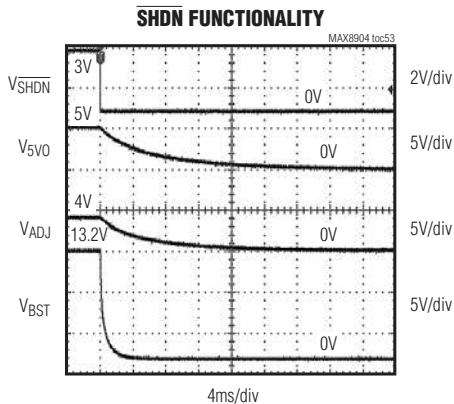 SHDN FUNCTIONALITY
MAX8904 toc53
3V
VSHDN
0V
2V/div
5V
V5VO
0V
5V/div
4V
VADJ
13.2V
0V
5V/div
VBST
0V
5V/div
4ms/div